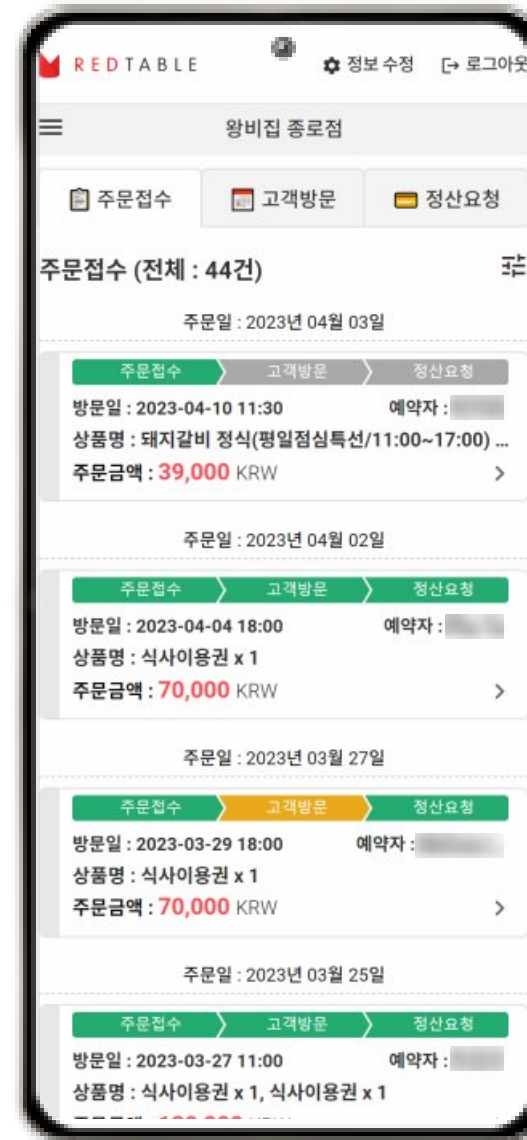 REDTABLE 정보 수정 로그아웃
왕비집 종로점
주문접수 고객방문 정산요청
주문접수 (전체 : 44건)
주문일 : 2023년 04월 03일
주문접수 고객방문 정산요청
방문일 : 2023-04-10 11:30 예약자 :
상품명 : 돼지갈비 정식(평일점심특선/11:00~17:00) ...
주문금액 : 39,000 KRW
주문일 : 2023년 04월 02일
주문접수 고객방문 정산요청
방문일 : 2023-04-04 18:00 예약자 :
상품명 : 식사이용권 x 1
주문금액 : 70,000 KRW
주문일 : 2023년 03월 27일
주문접수 고객방문 정산요청
방문일 : 2023-03-29 18:00 예약자 :
상품명 : 식사이용권 x 1
주문금액 : 70,000 KRW
주문일 : 2023년 03월 25일
주문접수 고객방문 정산요청
방문일 : 2023-03-27 11:00 예약자 :
상품명 : 식사이용권 x 1, 식사이용권 x 1